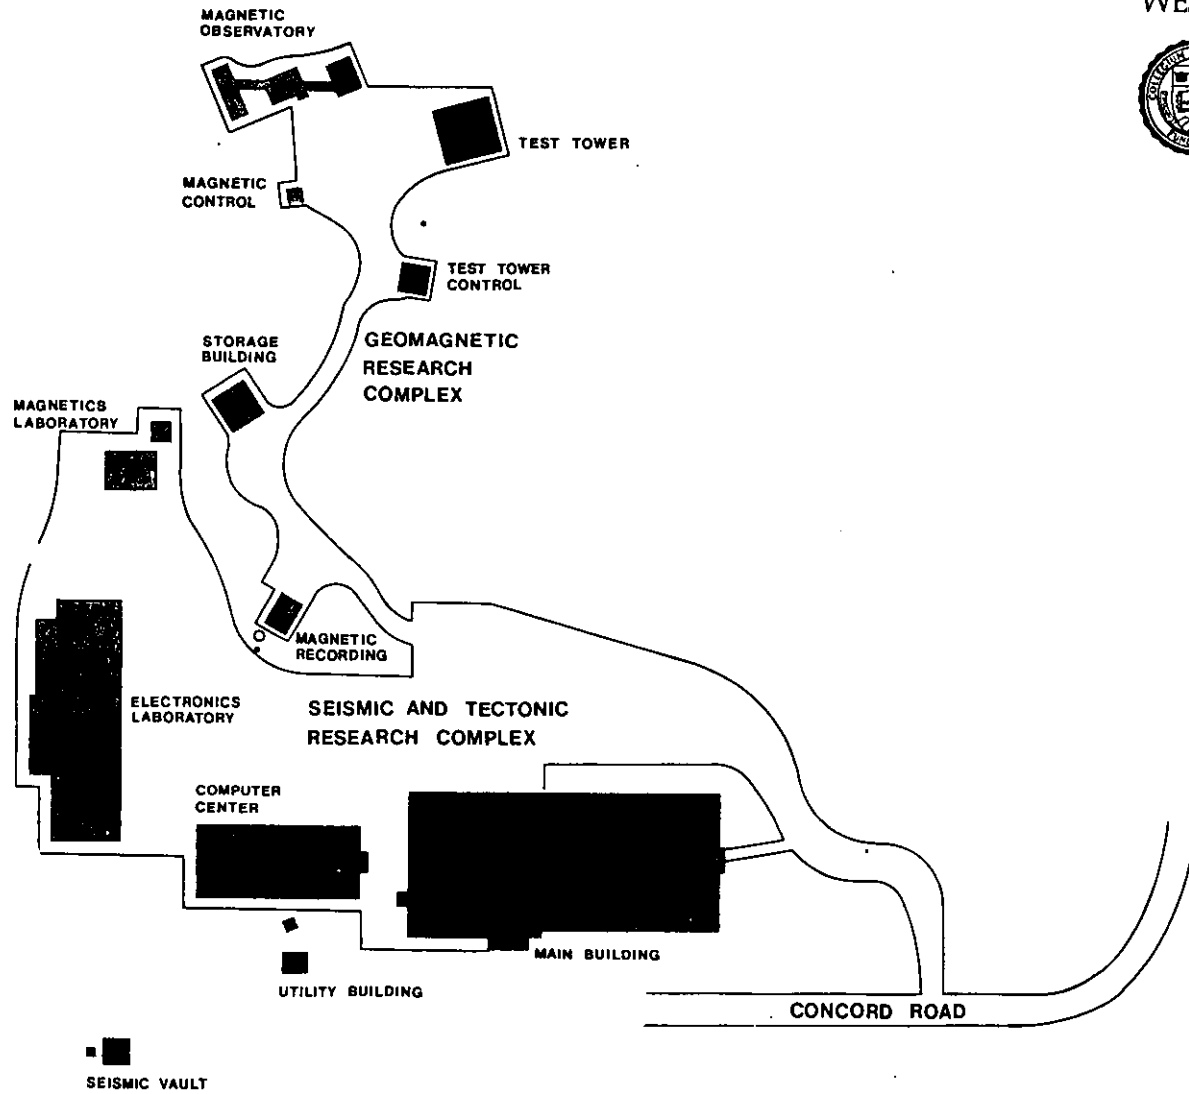 MAGNETIC
OBSERVATORY
TEST TOWER
MAGNETIC
CONTROL
TEST TOWER
CONTROL
STORAGE
BUILDING
GEOMAGNETIC
RESEARCH
COMPLEX
MAGNETICS
LABORATORY
MAGNETIC
RECORDING
ELECTRONICS
LABORATORY
SEISMIC AND TECTONIC
RESEARCH COMPLEX
COMPUTER
CENTER
MAIN BUILDING
UTILITY BUILDING
CONCORD ROAD
SEISMIC VAULT